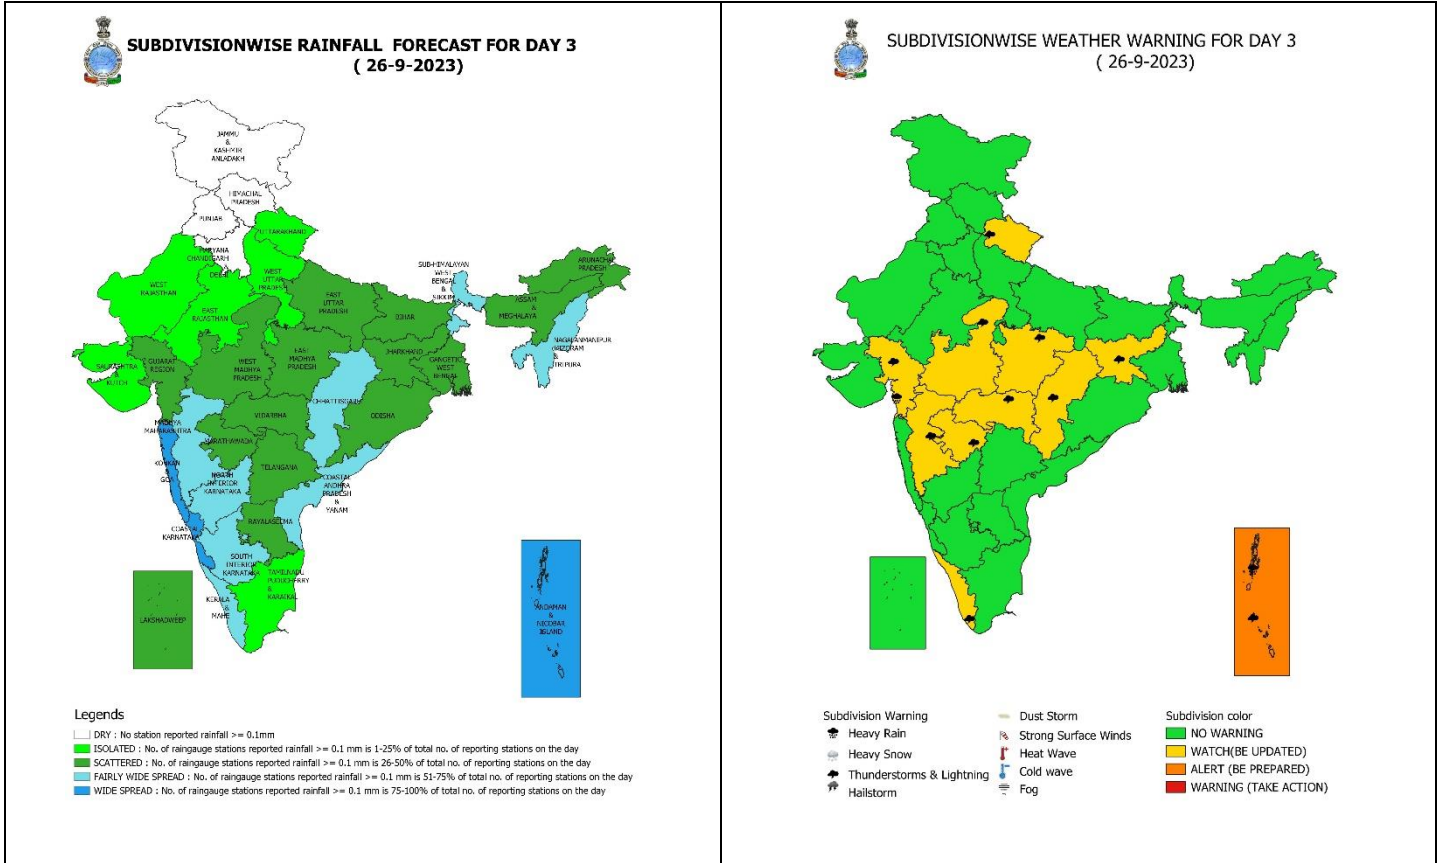 SUBDIVISIONWISE RAINFALL FORECAST FOR DAY 3
( 26-9-2023)
JAMMU
&
KASHMIR
ANLADAKH
HIMACHAL
PRADESH
PUNJAB
UTTARAKHAND
HARYANA
CHANDIGARH
&
DELHI
WEST
UTTAR
PRADESH
WEST
RAJASTHAN
EAST
RAJASTHAN
EAST
UTTAR
PRADESH
BIHAR
SUB-HIMALAYAN
WEST
BENGAL
&
SIKKIM
ARUNACHAL
PRADESH
ASSAM
&
MEGHALAYA
NAGALANMANIPUR
MIZORAM
&
TRIPURA
SAURASHTRA
&
KUTCH
GUJARAT
REGION
WEST
MADHYA
PRADESH
EAST
MADHYA
PRADESH
JHARKHAND
GANGETIC
WEST
BENGAL
CHHATTISGARH
ODISHA
VIDARBHA
MADHYA
MAHARASHTRA
MARATHAWADA
TELANGANA
KONKAN
&
GOA
NORTH
INTERIOR
KARNATAKA
COASTAL
ANDHRA
PRADESH
&
YANAM
RAYALASEEMA
COASTAL
KARNATAKA
SOUTH
INTERIOR
KARNATAKA
TAMILNADU
PUDUCHERRY
&
KARAIKAL
KERALA
&
MAHE
LAKSHADWEEP
ANDAMAN
&
NICOBAR
ISLAND
Legends
DRY : No station reported rainfall >= 0.1mm
ISOLATED : No. of raingauge stations reported rainfall >= 0.1 mm is 1-25% of total no. of reporting stations on the day
SCATTERED : No. of raingauge stations reported rainfall >= 0.1 mm is 26-50% of total no. of reporting stations on the day
FAIRLY WIDE SPREAD : No. of raingauge stations reported rainfall >= 0.1 mm is 51-75% of total no. of reporting stations on the day
WIDE SPREAD : No. of raingauge stations reported rainfall >= 0.1 mm is 75-100% of total no. of reporting stations on the day
SUBDIVISIONWISE WEATHER WARNING FOR DAY 3
( 26-9-2023)
Subdivision Warning
Heavy Rain
Heavy Snow
Thunderstorms & Lightning
Hailstorm
Dust Storm
Strong Surface Winds
Heat Wave
Cold wave
Fog
Subdivision color
NO WARNING
WATCH(BE UPDATED)
ALERT (BE PREPARED)
WARNING (TAKE ACTION)